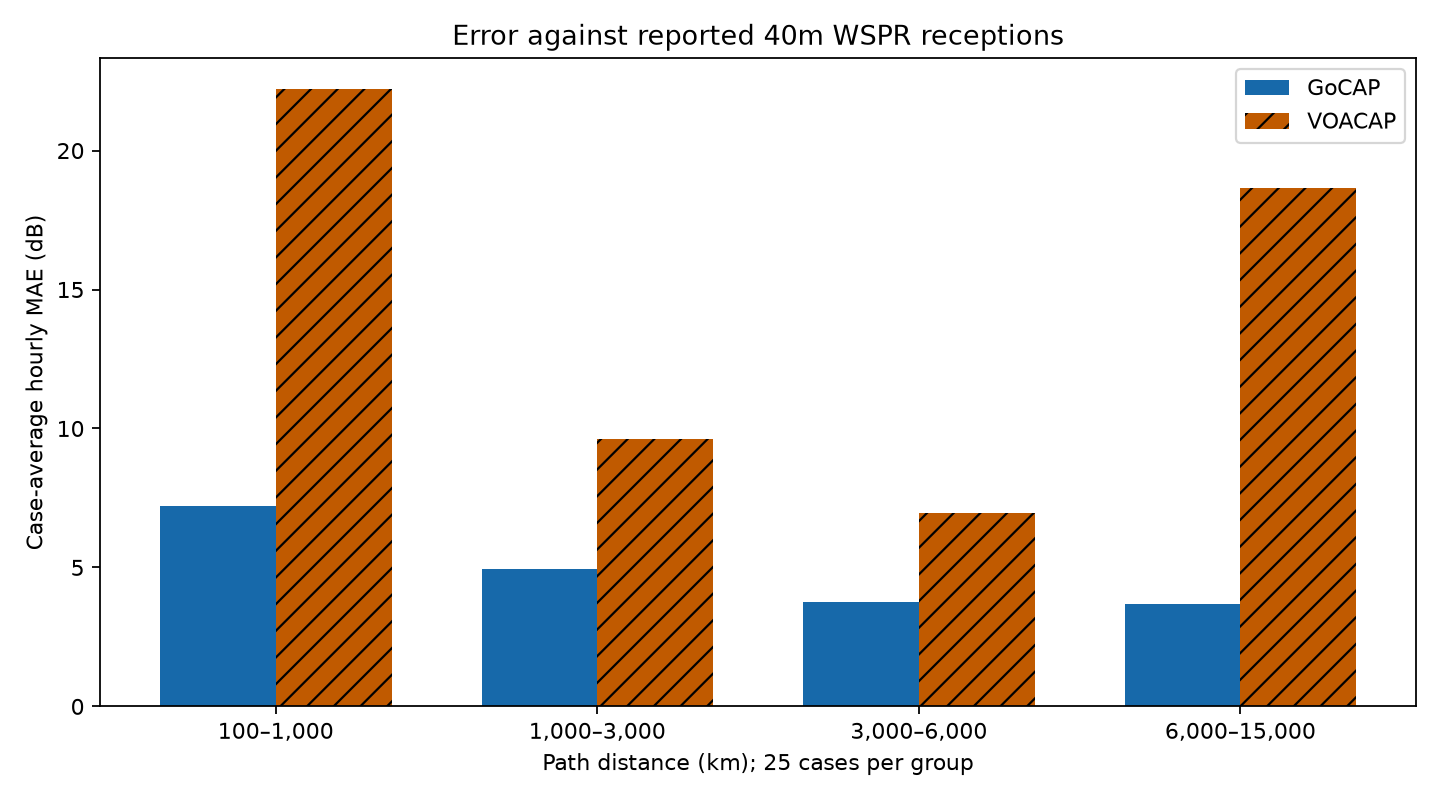 Error against reported 40m WSPR receptions
GoCAP
VOACAP
Case-average hourly MAE (dB)
20
15
10
5
0
100–1,000
1,000–3,000
3,000–6,000
6,000–15,000
Path distance (km); 25 cases per group